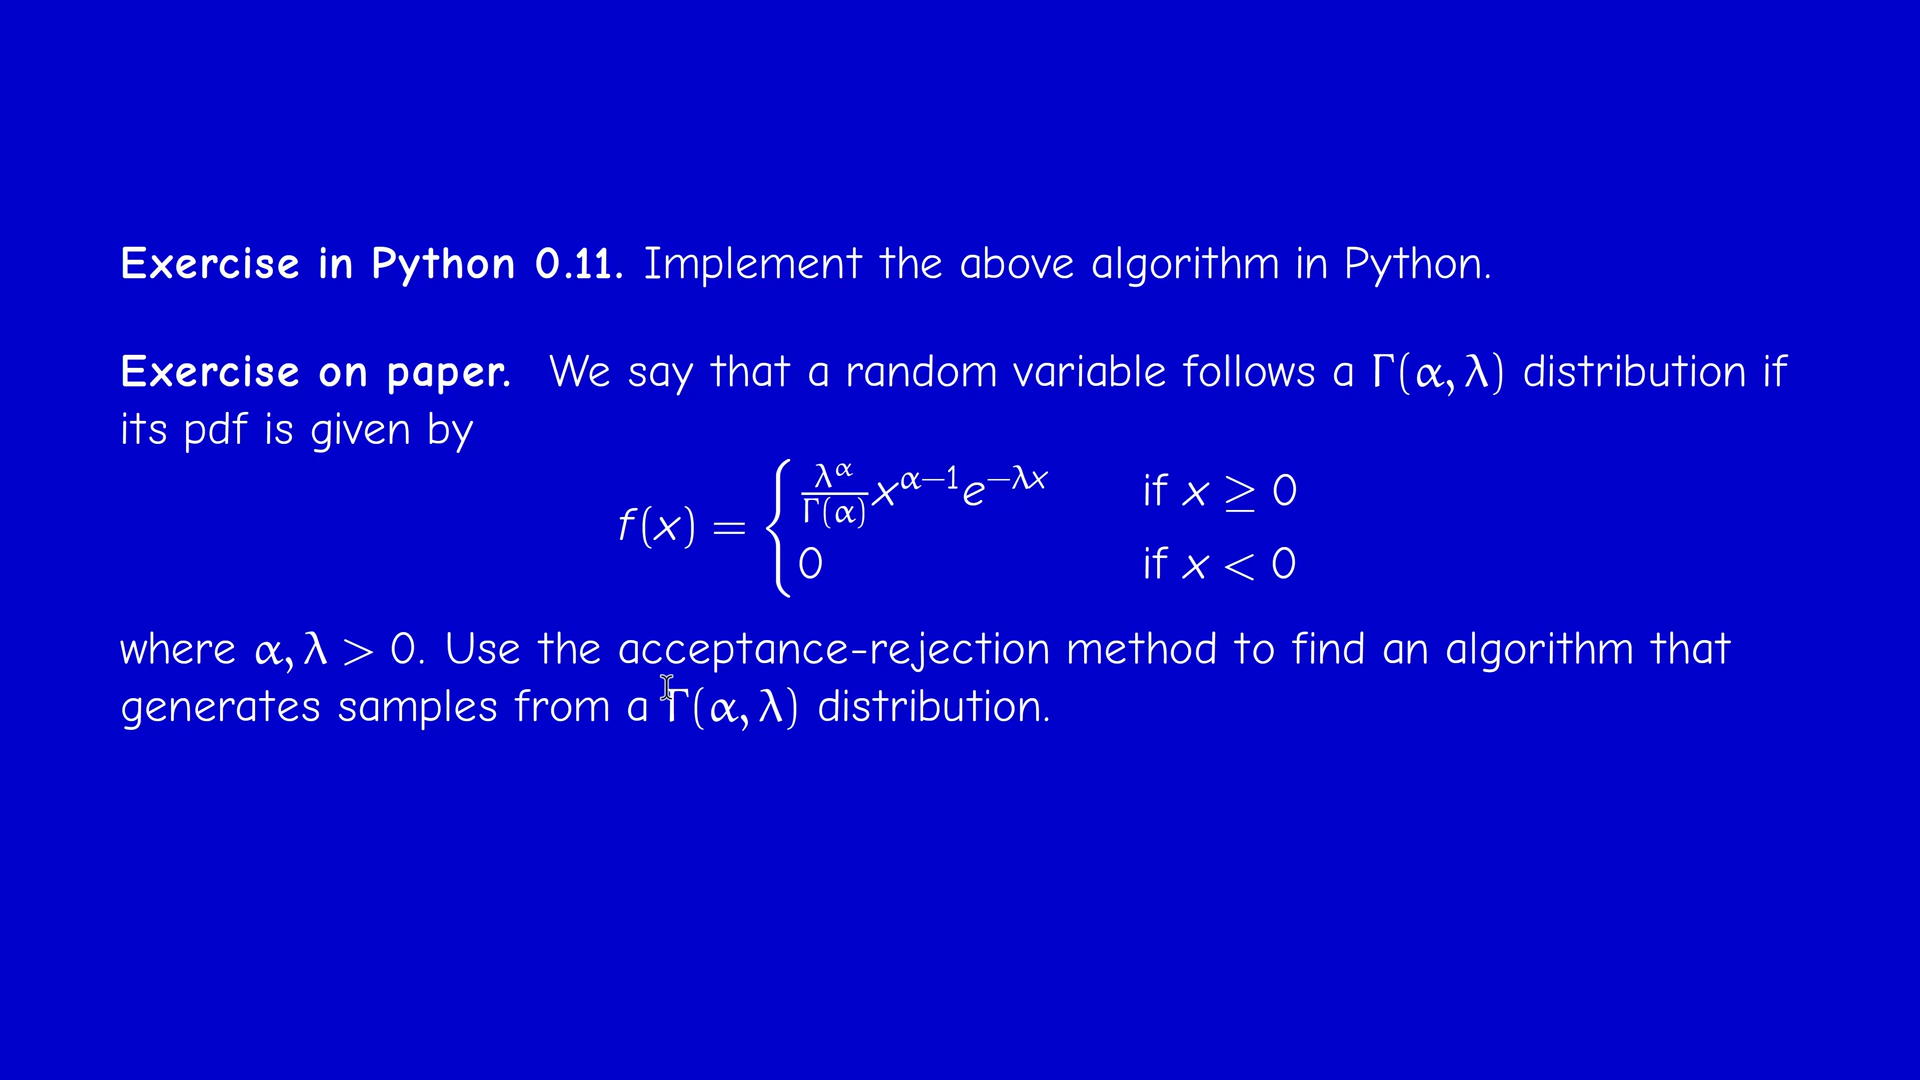 Exercise in Python 0.11. Implement the above algorithm in Python.
Exercise on paper. We say that a random variable follows a Γ(α, λ) distribution if
its pdf is given by
f(x) = { λ^α/Γ(α) x^{α−1} e^{−λx} if x ≥ 0
0 if x < 0
where α, λ > 0. Use the acceptance-rejection method to find an algorithm that
generates samples from a Γ(α, λ) distribution.